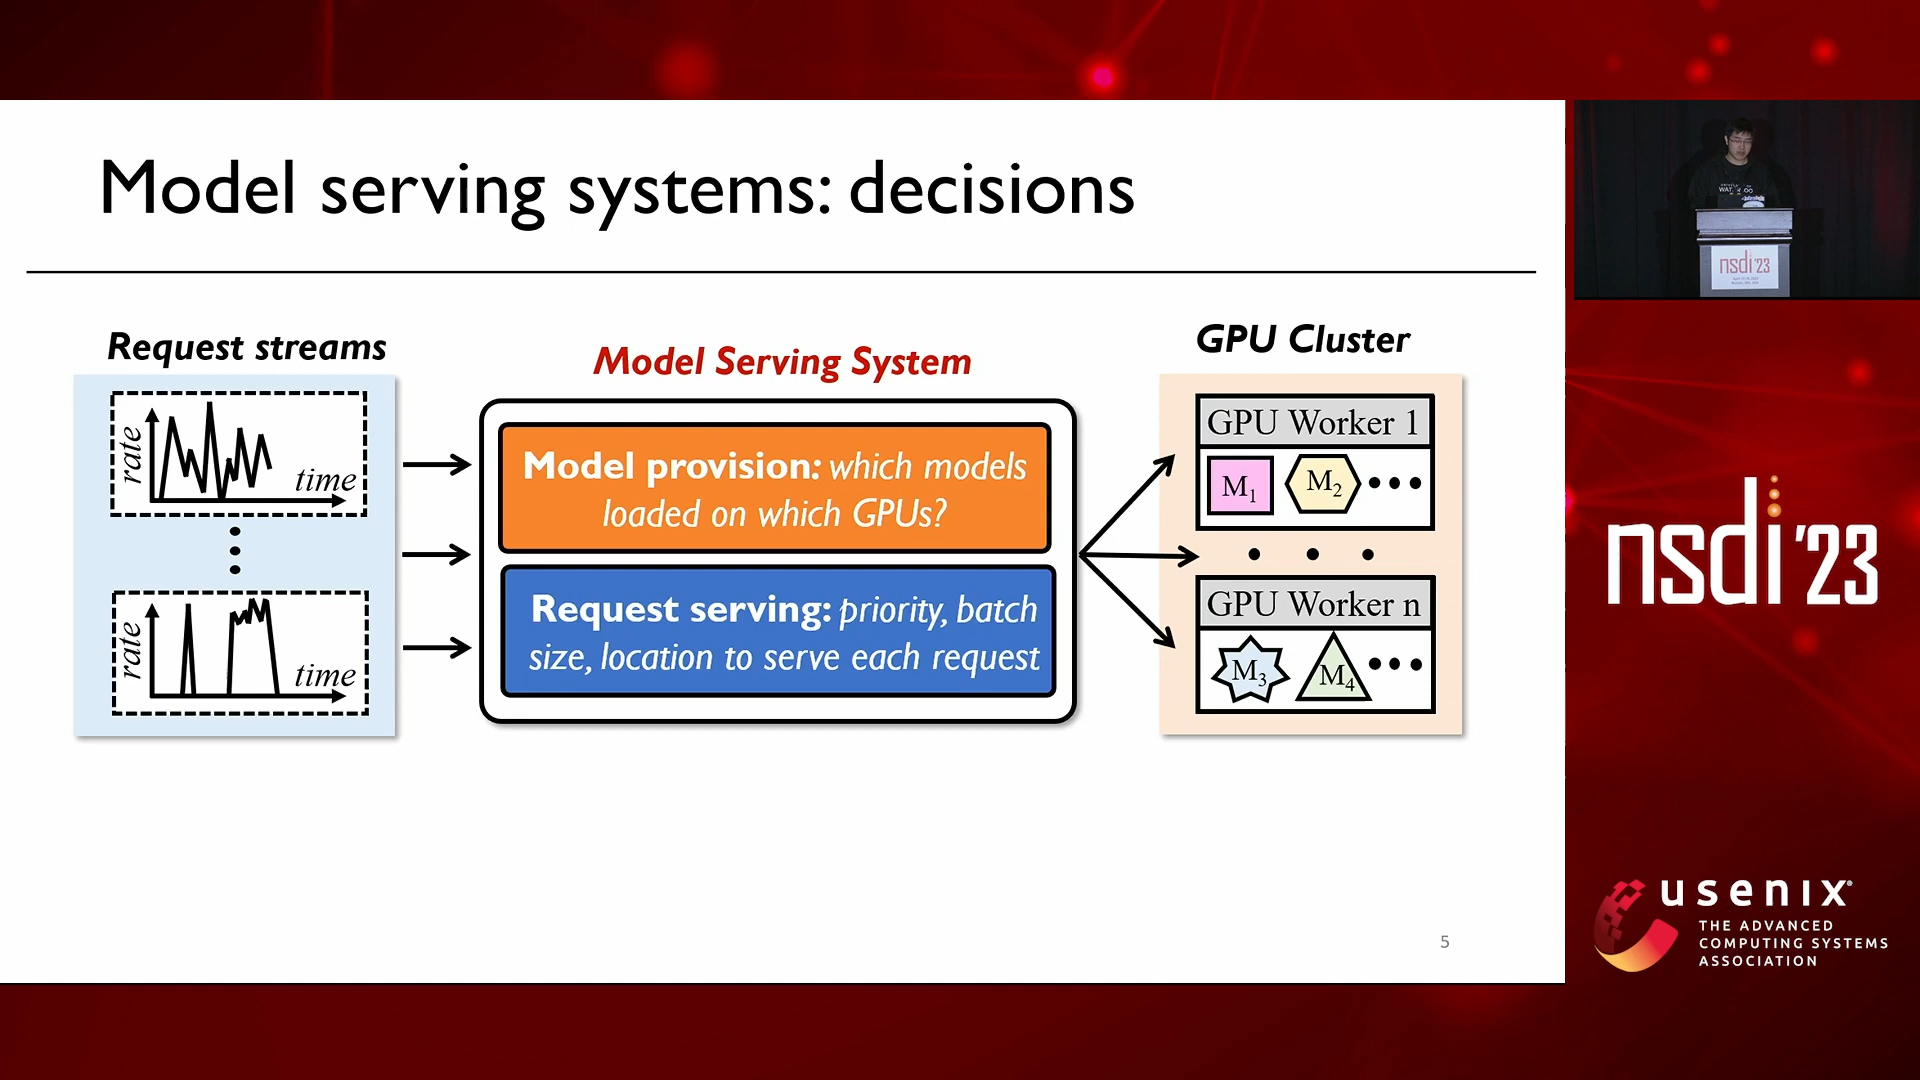 Model serving systems: decisions
Request streams
Model Serving System
GPU Cluster
rate
time
rate
time
Model provision: which models
loaded on which GPUs?
Request serving: priority, batch
size, location to serve each request
GPU Worker 1
M1
M2
GPU Worker n
M3
M4
5
nsdi '23
nsdi '23
usenix®
THE ADVANCED
COMPUTING SYSTEMS
ASSOCIATION